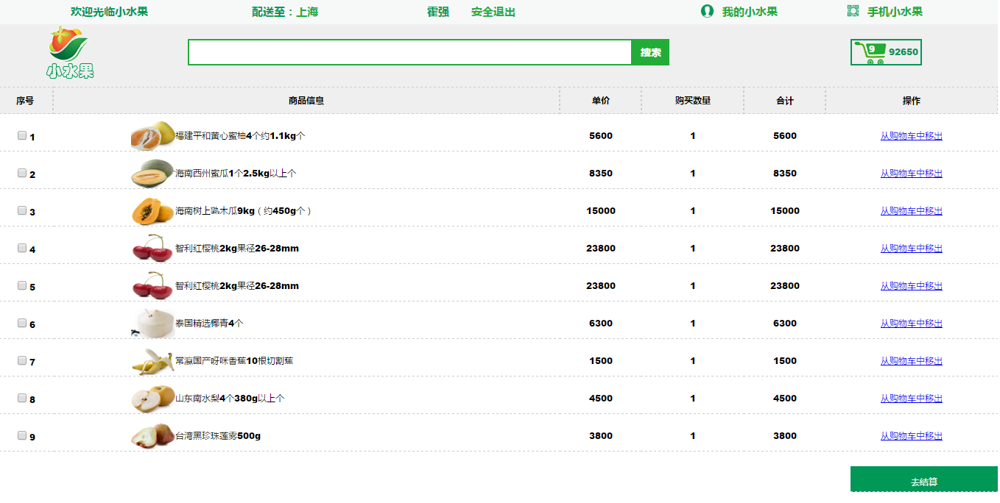 欢迎光临小水果 配送至：上海 霍强 安全退出 我的小水果 手机小水果
小水果
搜索
9 92650
序号 商品信息 单价 购买数量 合计 操作
1 福建平和黄心蜜柚4个约1.1kg个 5600 1 5600 从购物车中移出
2 海南西州蜜瓜1个2.5kg以上个 8350 1 8350 从购物车中移出
3 海南树上熟木瓜9kg（约450g个） 15000 1 15000 从购物车中移出
4 智利红樱桃2kg果径26-28mm 23800 1 23800 从购物车中移出
5 智利红樱桃2kg果径26-28mm 23800 1 23800 从购物车中移出
6 泰国精选椰青4个 6300 1 6300 从购物车中移出
7 常瀛国产呀咪香蕉10根切割蕉 1500 1 1500 从购物车中移出
8 山东南水梨4个380g以上个 4500 1 4500 从购物车中移出
9 台湾黑珍珠莲雾500g 3800 1 3800 从购物车中移出
去结算